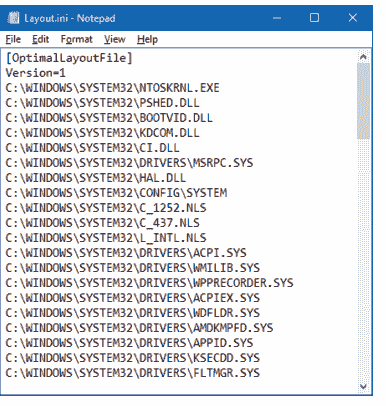 Layout.ini - Notepad
File Edit Format View Help
[OptimalLayoutFile]
Version=1
C:\WINDOWS\SYSTEM32\NTOSKRNL.EXE
C:\WINDOWS\SYSTEM32\PSHED.DLL
C:\WINDOWS\SYSTEM32\BOOTVID.DLL
C:\WINDOWS\SYSTEM32\KDCOM.DLL
C:\WINDOWS\SYSTEM32\CI.DLL
C:\WINDOWS\SYSTEM32\DRIVERS\MSRPC.SYS
C:\WINDOWS\SYSTEM32\HAL.DLL
C:\WINDOWS\SYSTEM32\CONFIG\SYSTEM
C:\WINDOWS\SYSTEM32\C_1252.NLS
C:\WINDOWS\SYSTEM32\C_437.NLS
C:\WINDOWS\SYSTEM32\L_INTL.NLS
C:\WINDOWS\SYSTEM32\DRIVERS\ACPI.SYS
C:\WINDOWS\SYSTEM32\DRIVERS\WMILIB.SYS
C:\WINDOWS\SYSTEM32\DRIVERS\WPPRECORDER.SYS
C:\WINDOWS\SYSTEM32\DRIVERS\ACPIEX.SYS
C:\WINDOWS\SYSTEM32\DRIVERS\WDFLDR.SYS
C:\WINDOWS\SYSTEM32\DRIVERS\AMDKMPFD.SYS
C:\WINDOWS\SYSTEM32\DRIVERS\APPID.SYS
C:\WINDOWS\SYSTEM32\DRIVERS\KSECDD.SYS
C:\WINDOWS\SYSTEM32\DRIVERS\FLTMGR.SYS